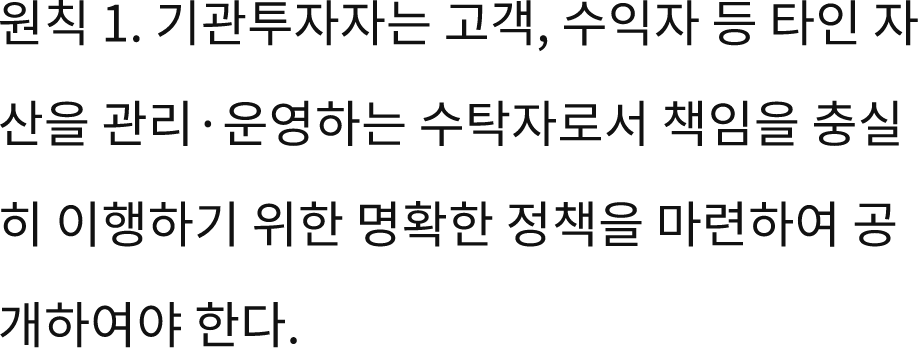 원칙 1. 기관투자자는 고객, 수익자 등 타인 자
산을 관리·운영하는 수탁자로서 책임을 충실
히 이행하기 위한 명확한 정책을 마련하여 공
개하여야 한다.